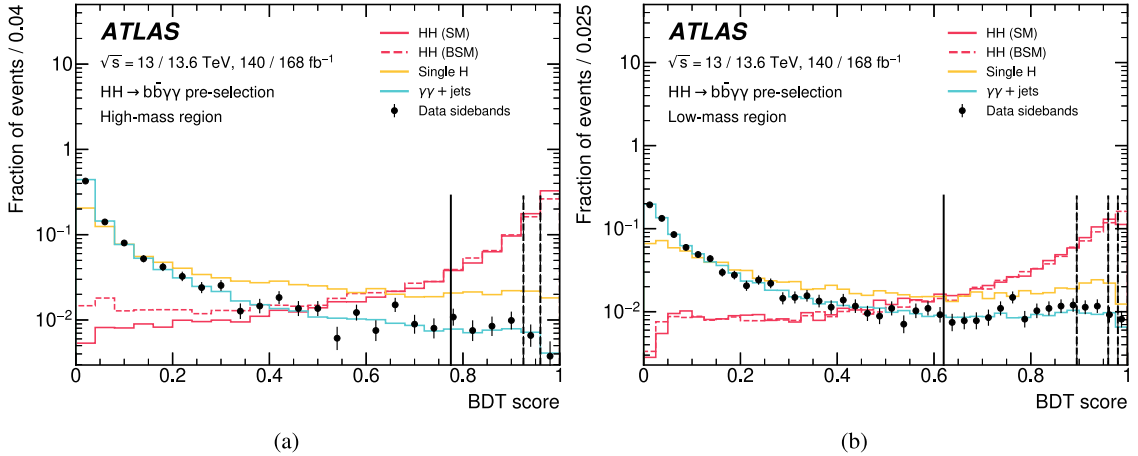 Fraction of events / 0.04
10¹
1
10⁻¹
10⁻²
ATLAS
√s = 13 / 13.6 TeV, 140 / 168 fb⁻¹
HH → bb̄γγ pre-selection
High-mass region
HH (SM)
HH (BSM)
Single H
γγ + jets
Data sidebands
0 0.2 0.4 0.6 0.8 1
BDT score
(a)
Fraction of events / 0.025
10¹
1
10⁻¹
10⁻²
ATLAS
√s = 13 / 13.6 TeV, 140 / 168 fb⁻¹
HH → bb̄γγ pre-selection
Low-mass region
HH (SM)
HH (BSM)
Single H
γγ + jets
Data sidebands
0 0.2 0.4 0.6 0.8 1
BDT score
(b)